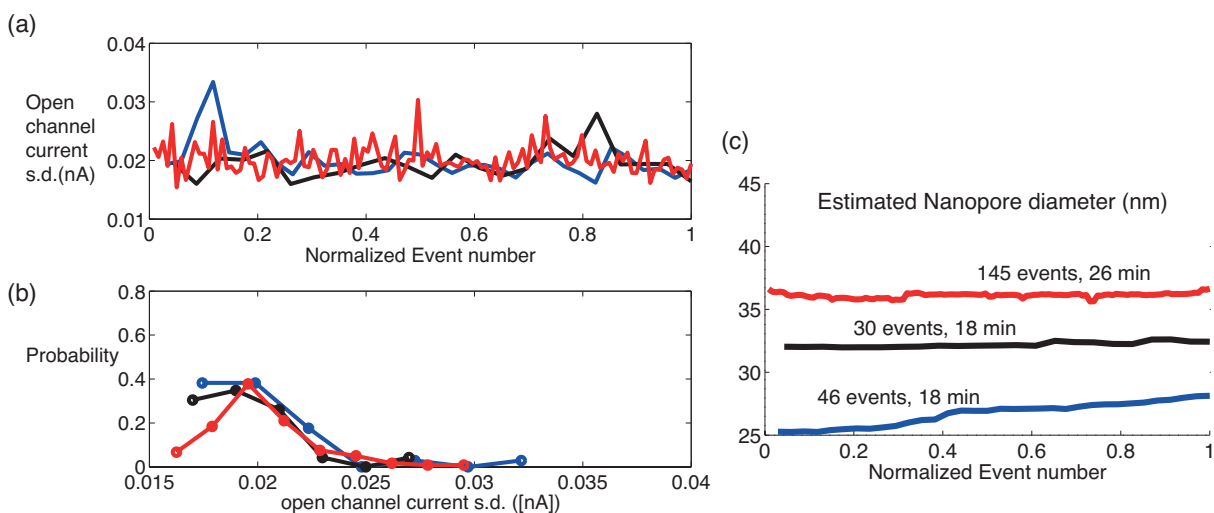 (a)
0.04
0.03
0.02
0.01
Open
channel
current
s.d.(nA)
0
0.2
0.4
0.6
0.8
1
Normalized Event number
(b)
0.8
0.6
0.4
0.2
0
Probability
0.015
0.02
0.025
0.03
0.035
0.04
open channel current s.d. ([nA])
(c)
45
35
25
Estimated Nanopore diameter (nm)
145 events, 26 min
30 events, 18 min
46 events, 18 min
0
0.2
0.4
0.6
0.8
1
Normalized Event number